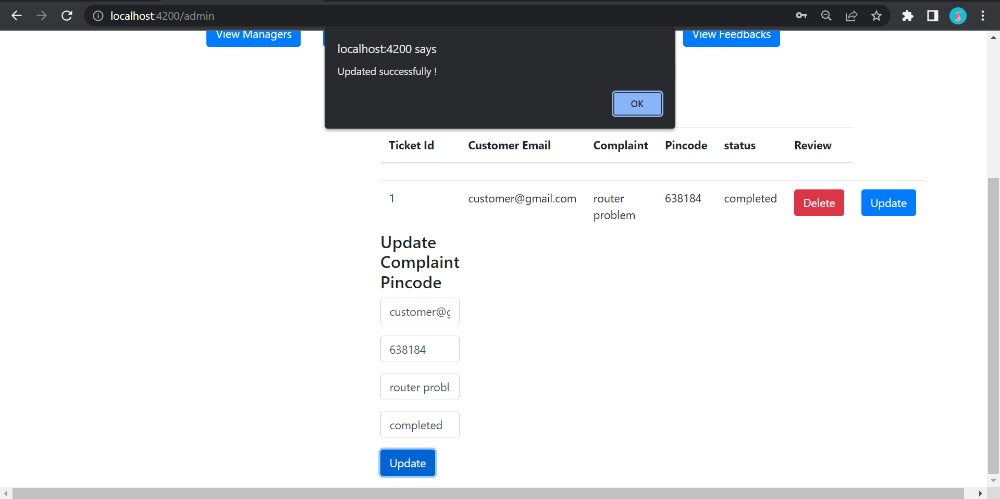 localhost:4200/admin
View Managers
View Feedbacks
localhost:4200 says
Updated successfully !
OK
Ticket Id Customer Email Complaint Pincode status Review
1 customer@gmail.com router problem 638184 completed Delete Update
Update
Complaint
Pincode
customer@g
638184
router probl
completed
Update